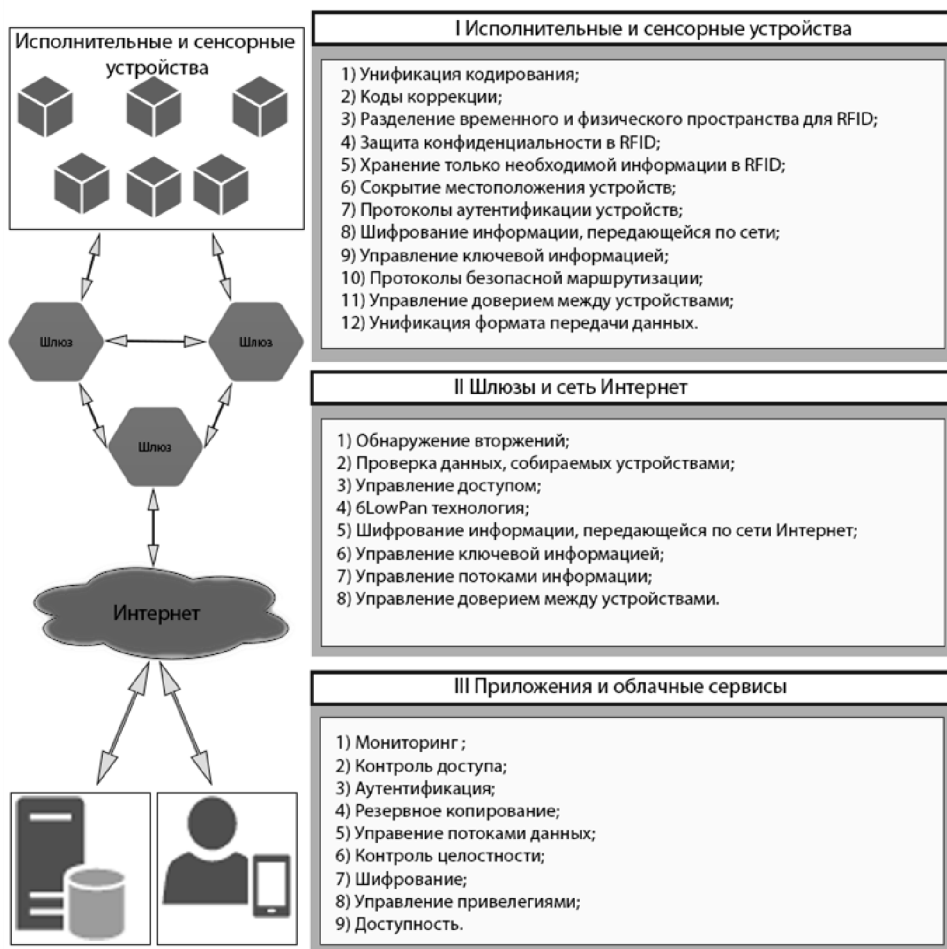 Исполнительные и сенсорные
устройства
Шлюз
Шлюз
Шлюз
Интернет
I Исполнительные и сенсорные устройства
1) Унификация кодирования;
2) Коды коррекции;
3) Разделение временного и физического пространства для RFID;
4) Защита конфиденциальности в RFID;
5) Хранение только необходимой информации в RFID;
6) Сокрытие местоположения устройств;
7) Протоколы аутентификации устройств;
8) Шифрование информации, передающейся по сети;
9) Управление ключевой информацией;
10) Протоколы безопасной маршрутизации;
11) Управление доверием между устройствами;
12) Унификация формата передачи данных.
II Шлюзы и сеть Интернет
1) Обнаружение вторжений;
2) Проверка данных, собираемых устройствами;
3) Управление доступом;
4) 6LowPan технология;
5) Шифрование информации, передающейся по сети Интернет;
6) Управление ключевой информацией;
7) Управление потоками информации;
8) Управление доверием между устройствами.
III Приложения и облачные сервисы
1) Мониторинг ;
2) Контроль доступа;
3) Аутентификация;
4) Резервное копирование;
5) Управение потоками данных;
6) Контроль целостности;
7) Шифрование;
8) Управление привелегиями;
9) Доступность.